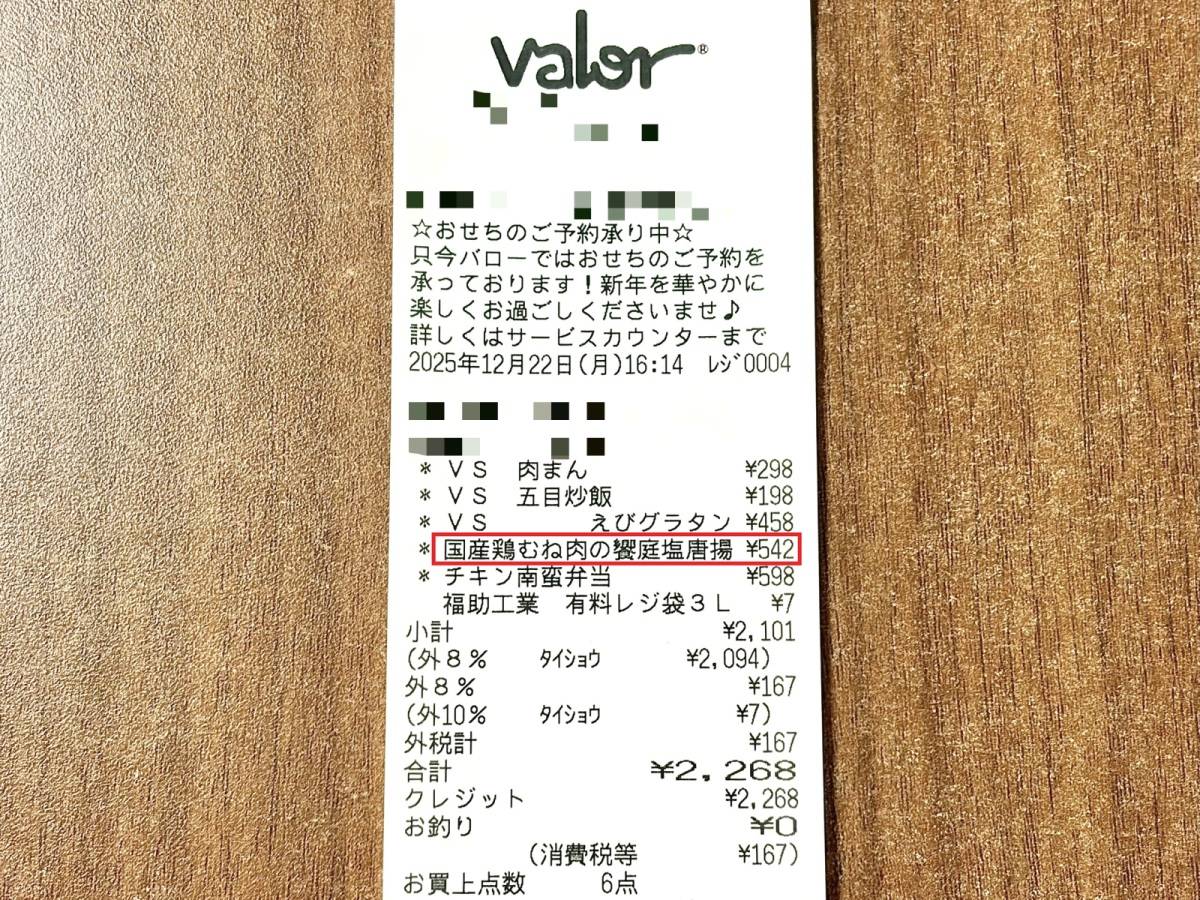 valor®
☆おせちのご予約承り中☆
只今バローではおせちのご予約を
承っております！新年を華やかに
楽しくお過ごしくださいませ♪
詳しくはサービスカウンターまで
2025年12月22日(月)16:14 ﾚｼﾞ0004
* ＶＳ 肉まん ¥298
* ＶＳ 五目炒飯 ¥198
* ＶＳ えびグラタン ¥458
* 国産鶏むね肉の饗庭塩唐揚 ¥542
* チキン南蛮弁当 ¥598
福助工業 有料レジ袋３Ｌ ¥7
小計 ¥2,101
(外８％ ﾀｲｼｮｳ ¥2,094)
外８％ ¥167
(外10％ ﾀｲｼｮｳ ¥7)
外税計 ¥167
合計 ¥2,268
クレジット ¥2,268
お釣り ¥0
(消費税等 ¥167)
お買上点数 6点